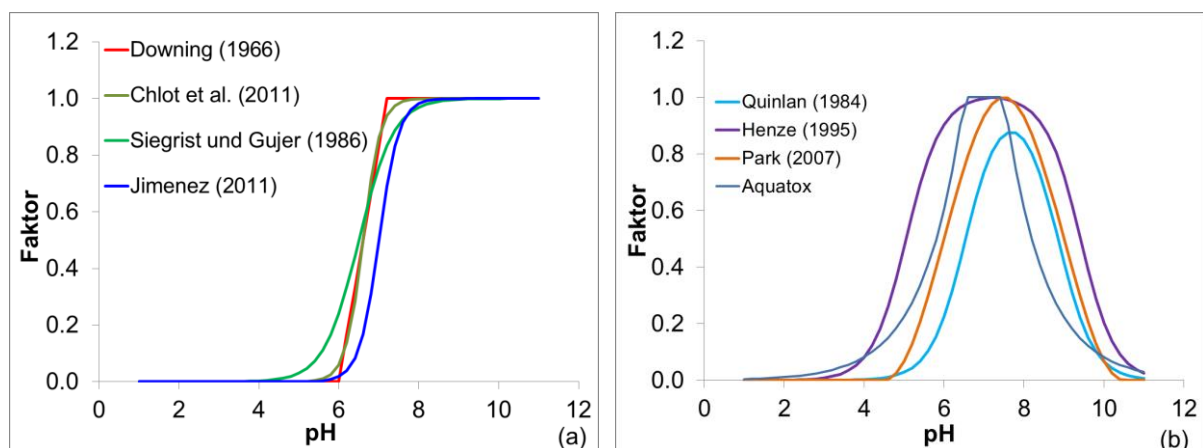 1.2
1.0
0.8
0.6
0.4
0.2
0.0
Faktor
Downing (1966)
Chlot et al. (2011)
Siegrist und Gujer (1986)
Jimenez (2011)
0 2 4 6 8 10 12
pH
(a)
1.2
1.0
0.8
0.6
0.4
0.2
0.0
Faktor
Quinlan (1984)
Henze (1995)
Park (2007)
Aquatox
0 2 4 6 8 10 12
pH
(b)